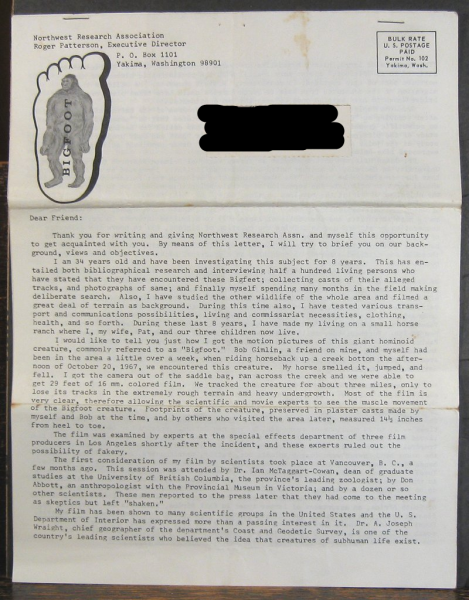 Northwest Research Association
Roger Patterson, Executive Director
P. O. Box 1101
Yakima, Washington 98901
BULK RATE
U. S. POSTAGE
PAID
Permit No. 102
Yakima, Wash.
BIGFOOT
Dear Friend:
Thank you for writing and giving Northwest Research Assn. and myself this opportunity
to get acquainted with you. By means of this letter, I will try to brief you on our back-
ground, views and objectives.
I am 34 years old and have been investigating this subject for 8 years. This has en-
tailed both bibliographical research and interviewing half a hundred living persons who
have stated that they have encountered these Bigfeet; collecting casts of their alleged
tracks, and photographs of same; and finally myself spending many months in the field making
deliberate search. Also, I have studied the other wildlife of the whole area and filmed a
great deal of terrain as background. During this time also, I have tested various trans-
port and communications possibilities, living and commissariat necessities, clothing,
health, and so forth. During these last 8 years, I have made my living on a small horse
ranch where I, my wife, Pat, and our three children now live.
I would like to tell you just how I got the motion pictures of this giant hominoid
creature, commonly referred to as "Bigfoot." Bob Gimlin, a friend on mine, and myself had
been in the area a little over a week, when riding horseback up a creek bottom the after-
noon of October 20, 1967, we encountered this creature. My horse smelled it, jumped, and
fell. I got the camera out of the saddle bag, ran across the creek and we were able to
get 29 feet of 16 mm. colored film. We tracked the creature for about three miles, only to
lose its tracks in the extremely rough terrain and heavy undergrowth. Most of the film is
very clear, therefore allowing the scientific and movie experts to see the muscle movement
of the Bigfoot creature. Footprints of the creature, preserved in plaster casts made by
myself and Bob at the time, and by others who visited the area later, measured 14½ inches
from heel to toe.
The film was examined by experts at the special effects department of three film
producers in Los Angeles shortly after the incident, and these experts ruled out the
possibility of fakery.
The first consideration of my film by scientists took place at Vancouver, B. C., a
few months ago. This session was attended by Dr. Ian McTaggart-Cowan, dean of graduate
studies at the University of British Columbia, the province's leading zoologist; by Don
Abbott, an anthropologist with the Provincial Museum in Victoria; and by a dozen or so
other scientists. These men reported to the press later that they had come to the meeting
as skeptics but left "shaken."
My film has been shown to many scientific groups in the United States and the U. S.
Department of Interior has expressed more than a passing interest in it. Dr. A. Joseph
Wraight, chief geographer of the department's Coast and Geodetic Survey, is one of the
country's leading scientists who believed the idea that creatures of subhuman life exist.